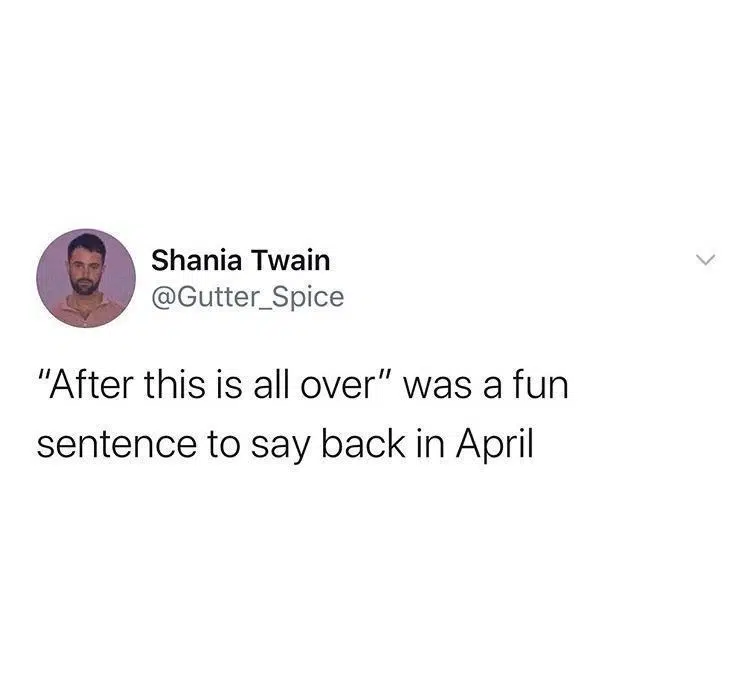 Shania Twain
@Gutter_Spice
“After this is all over” was a fun
sentence to say back in April